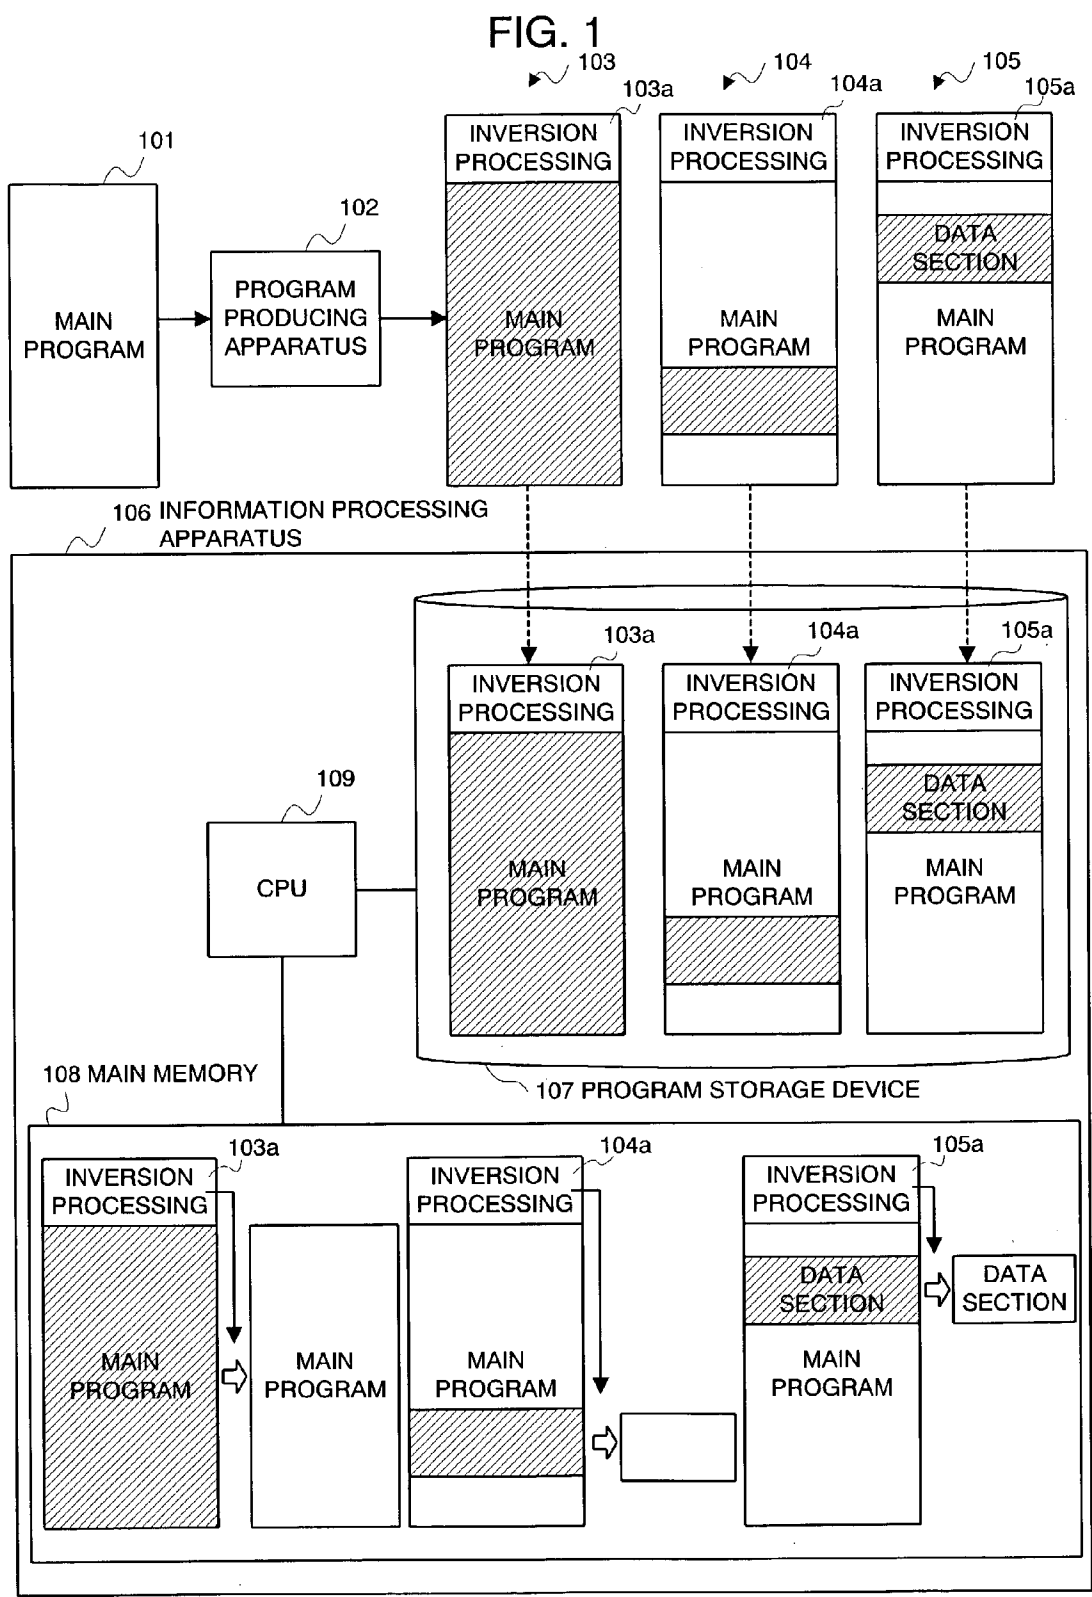 FIG. 1
103
104
105
103a
104a
105a
INVERSION
PROCESSING
INVERSION
PROCESSING
INVERSION
PROCESSING
101
102
MAIN
PROGRAM
PROGRAM
PRODUCING
APPARATUS
MAIN
PROGRAM
MAIN
PROGRAM
DATA
SECTION
MAIN
PROGRAM
106 INFORMATION PROCESSING
APPARATUS
103a
104a
105a
INVERSION
PROCESSING
INVERSION
PROCESSING
INVERSION
PROCESSING
109
CPU
MAIN
PROGRAM
MAIN
PROGRAM
DATA
SECTION
MAIN
PROGRAM
107 PROGRAM STORAGE DEVICE
108 MAIN MEMORY
103a
104a
105a
INVERSION
PROCESSING
INVERSION
PROCESSING
INVERSION
PROCESSING
MAIN
PROGRAM
MAIN
PROGRAM
MAIN
PROGRAM
DATA
SECTION
DATA
SECTION
MAIN
PROGRAM